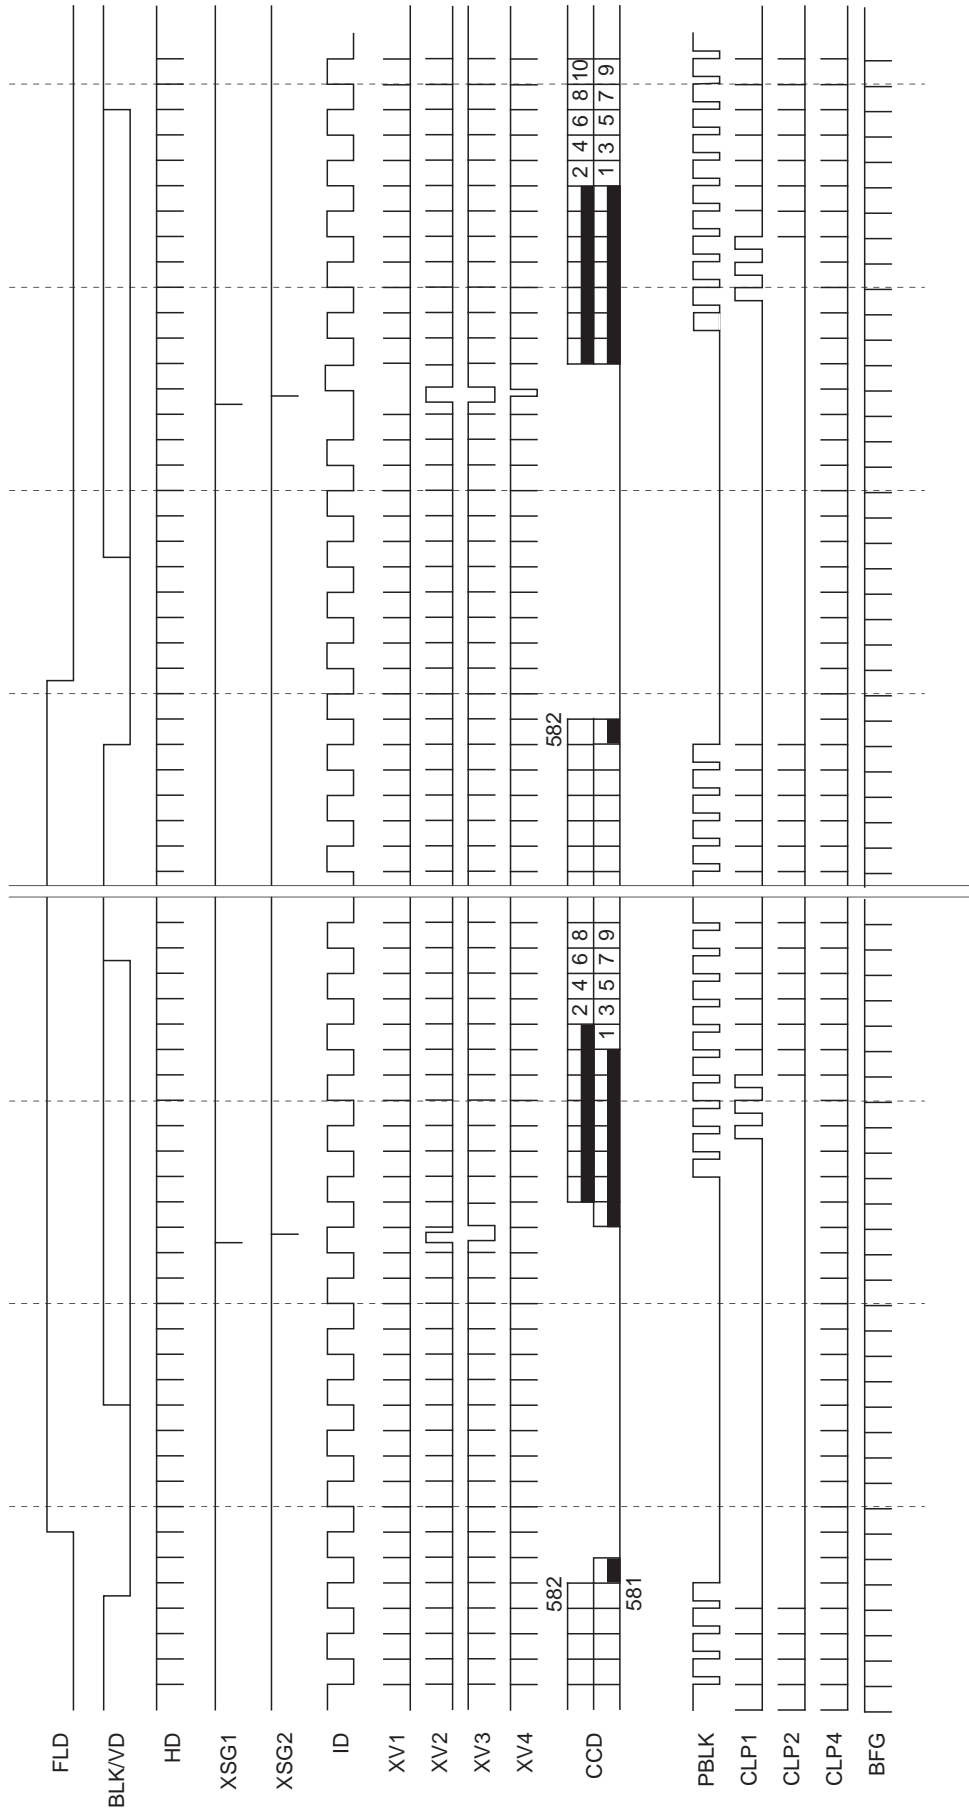 FLD
BLK/VD
HD
XSG1
XSG2
ID
XV1
XV2
XV3
XV4
582 582
2 4 6 8 2 4 6 8 10
CCD
1 3 5 7 9 1 3 5 7 9
581
PBLK
CLP1
CLP2
CLP4
BFG